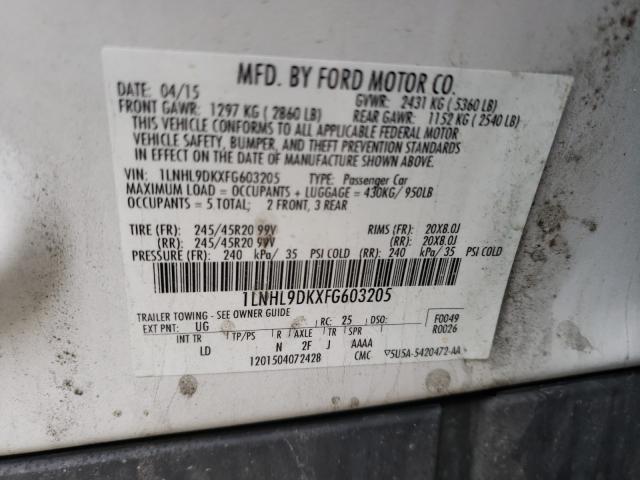 MFD. BY FORD MOTOR CO.
DATE: 04/15 GVWR: 2431 KG ( 5360 LB)
FRONT GAWR: 1297 KG ( 2860 LB) REAR GAWR: 1152 KG ( 2540 LB)
THIS VEHICLE CONFORMS TO ALL APPLICABLE FEDERAL MOTOR
VEHICLE SAFETY, BUMPER, AND THEFT PREVENTION STANDARDS
IN EFFECT ON THE DATE OF MANUFACTURE SHOWN ABOVE.
VIN: 1LNHL9DKXFG603205 TYPE: Passenger Car
MAXIMUM LOAD = OCCUPANTS + LUGGAGE = 430KG/ 950LB
OCCUPANTS = 5 TOTAL; 2 FRONT, 3 REAR
TIRE (FR): 245/45R20 99V RIMS (FR): 20X8.0J
(RR): 245/45R20 99V (RR): 20X8.0J
PRESSURE (FR): 240 kPa/ 35 PSI COLD (RR): 240 kPa/ 35 PSI COLD
1LNHL9DKXFG603205
TRAILER TOWING - SEE OWNER GUIDE F0049
EXT PNT: UG RC: 25 DSO: R0026
INT TR TP/PS R AXLE TR SPR
LD N 2F J AAAA
1201504072428 CMC 5U5A-5420472-AA